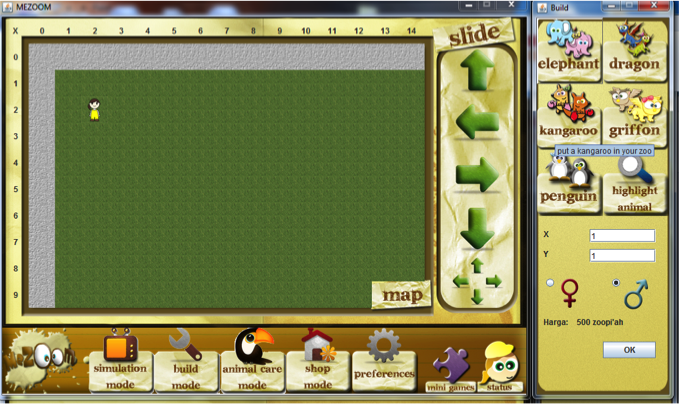 MEZOOM
X 0 1 2 3 4 5 6 7 8 9 10 11 12 13 14
slide
0
1
2
3
4
5
6
7
8
9
map
simulation
mode
build
mode
animal care
mode
shop
mode
preferences
mini games
status
Build
elephant
dragon
kangaroo
griffon
put a kangaroo in your zoo
penguin
highlight
animal
X 1
Y 1
Harga: 500 zoopi'ah
OK